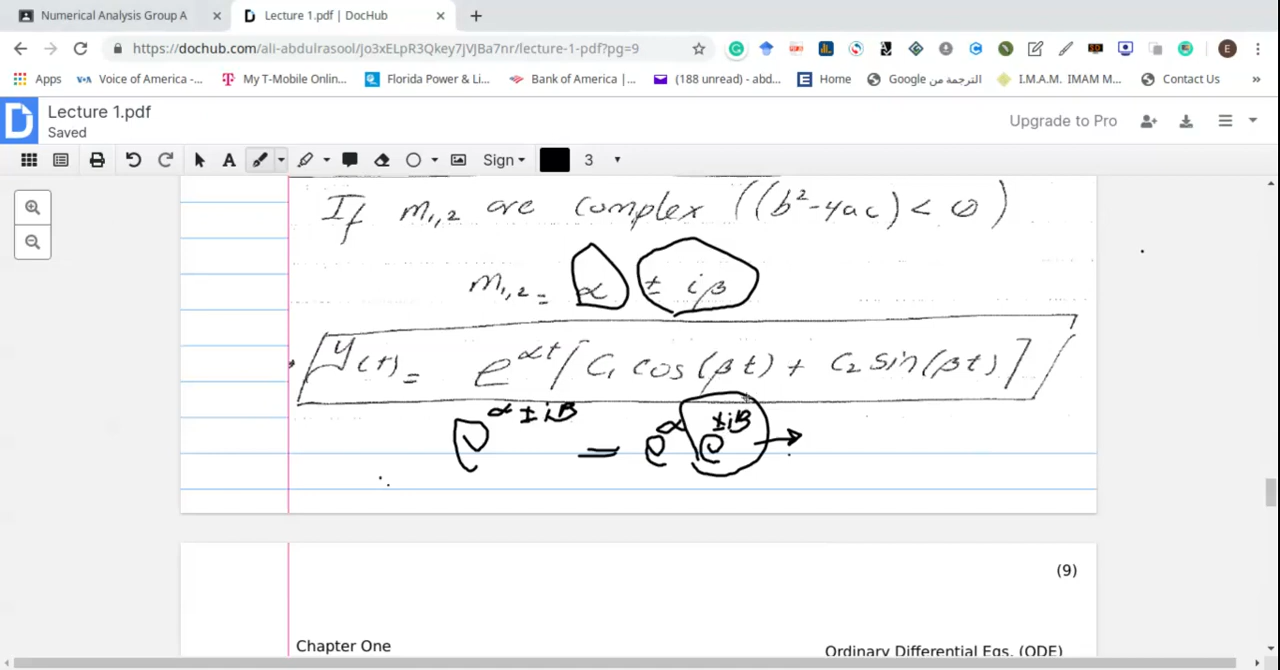 Numerical Analysis Group A
Lecture 1.pdf | DocHub
https://dochub.com/ali-abdulrasool/jo3xELpR3Qkey7jVJBa7nr/lecture-1-pdf?pg=9
E
Apps
Voice of America -...
My T-Mobile Onlin...
Florida Power & Li...
Bank of America |...
(188 unread) - abd...
Home
الترجمة من Google
I.M.A.M. IMAM M...
Contact Us
»
Lecture 1.pdf
Saved
Upgrade to Pro
A
Sign
3
If m1,2 are complex ((b²-4ac) < 0)
m1,2 = α ± iβ
y(t) = e^αt [C1 cos(βt) + C2 sin(βt)]
e^α±iβ = e^α e^±iβ →
(9)
Chapter One
Ordinary Differential Eqs. (ODE)